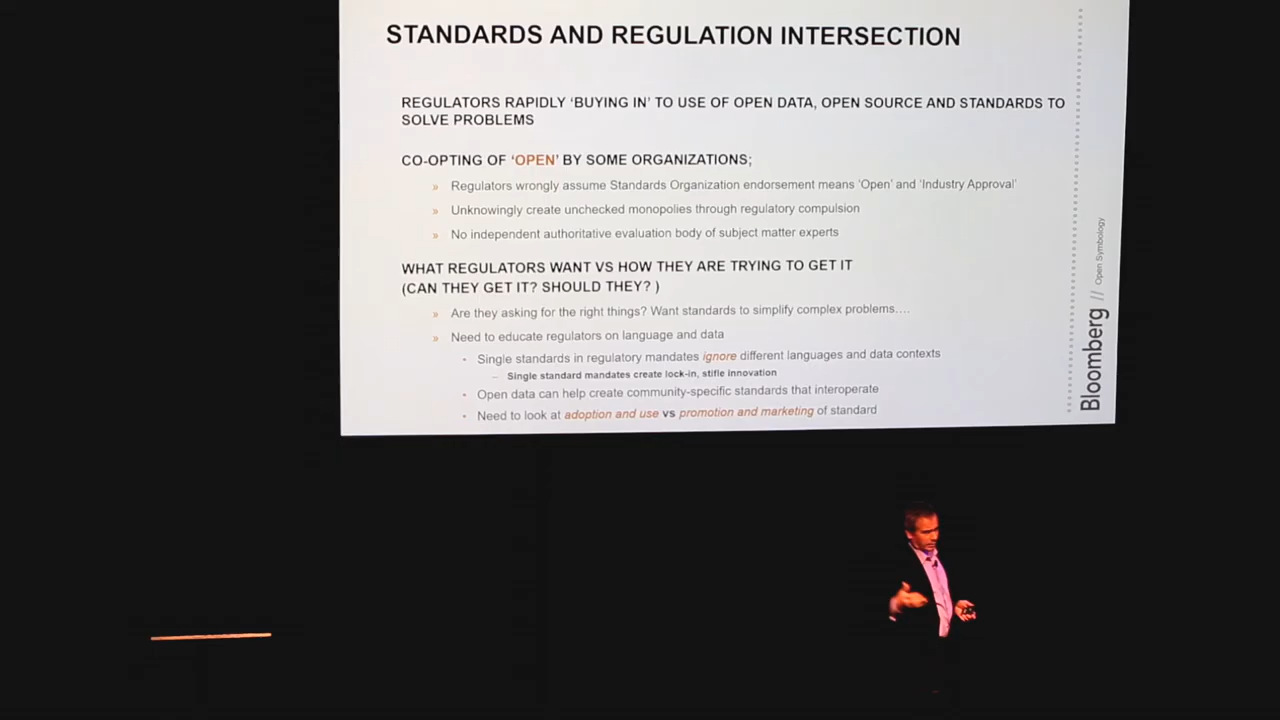 STANDARDS AND REGULATION INTERSECTION
REGULATORS RAPIDLY ‘BUYING IN’ TO USE OF OPEN DATA, OPEN SOURCE AND STANDARDS TO
SOLVE PROBLEMS
CO-OPTING OF ‘OPEN’ BY SOME ORGANIZATIONS;
» Regulators wrongly assume Standards Organization endorsement means ‘Open’ and ‘Industry Approval’
» Unknowingly create unchecked monopolies through regulatory compulsion
» No independent authoritative evaluation body of subject matter experts
WHAT REGULATORS WANT VS HOW THEY ARE TRYING TO GET IT
(CAN THEY GET IT? SHOULD THEY? )
» Are they asking for the right things? Want standards to simplify complex problems….
» Need to educate regulators on language and data
• Single standards in regulatory mandates ignore different languages and data contexts
– Single standard mandates create lock-in, stifle innovation
• Open data can help create community-specific standards that interoperate
• Need to look at adoption and use vs promotion and marketing of standard
Bloomberg // Open Symbology